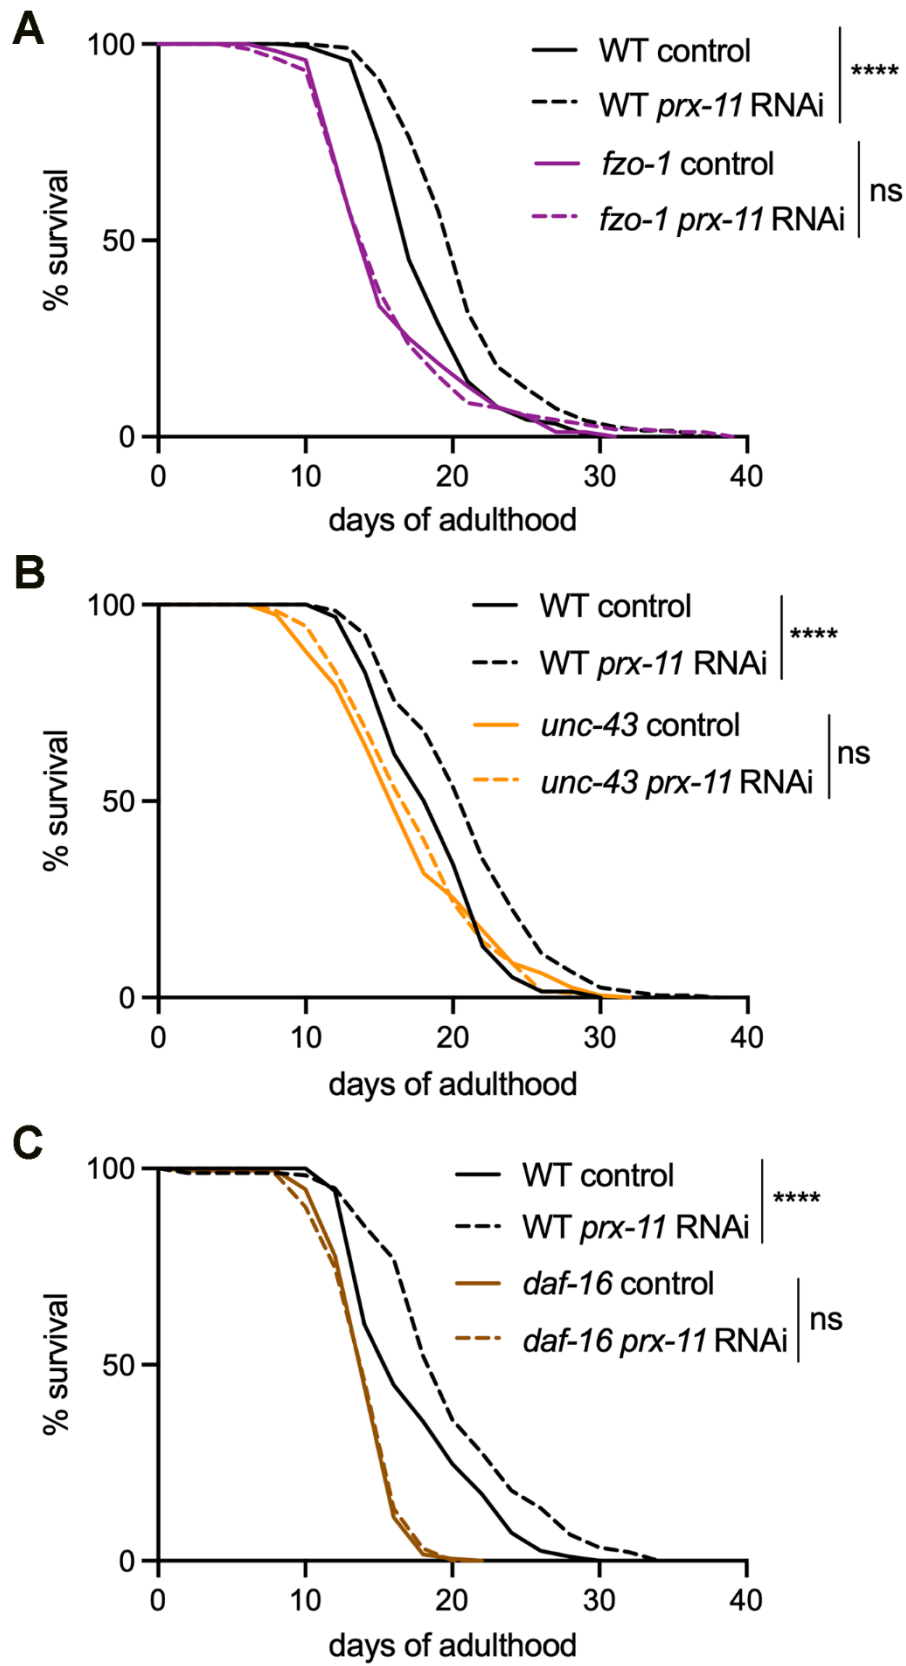 A
100
50
0
% survival
0 10 20 30 40
days of adulthood
WT control
WT prx-11 RNAi
****
fzo-1 control
fzo-1 prx-11 RNAi
ns
B
100
50
0
% survival
0 10 20 30 40
days of adulthood
WT control
WT prx-11 RNAi
****
unc-43 control
unc-43 prx-11 RNAi
ns
C
100
50
0
% survival
0 10 20 30 40
days of adulthood
WT control
WT prx-11 RNAi
****
daf-16 control
daf-16 prx-11 RNAi
ns